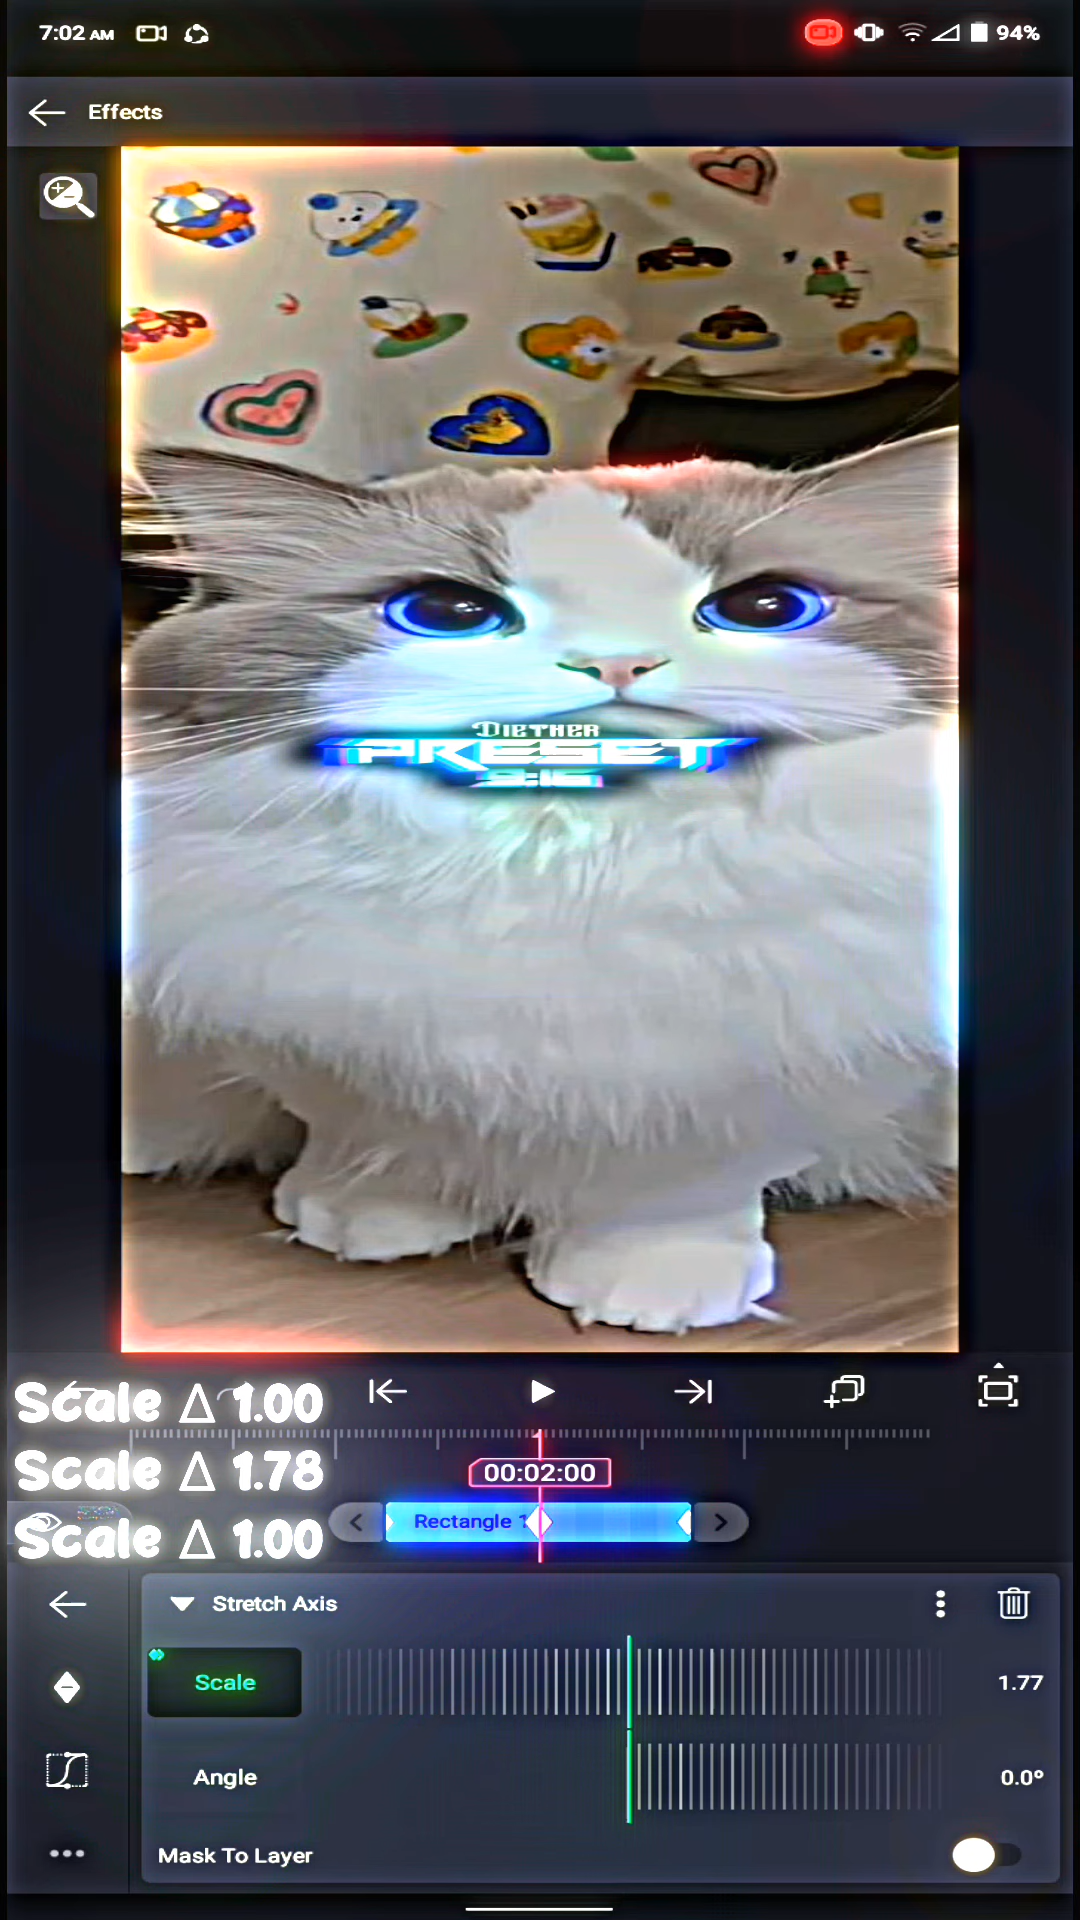 7:02 AM
94%
Effects
DIETHER
PRESET
9:16
Scale Δ 1.00
Scale Δ 1.78
00:02:00
Rectangle 1
Scale Δ 1.00
Stretch Axis
Scale
1.77
Angle
0.0°
Mask To Layer